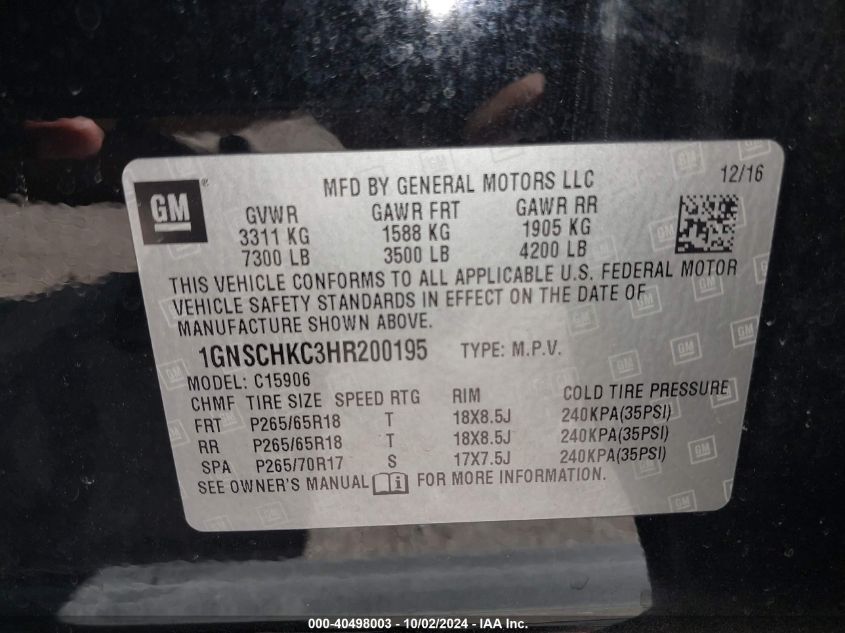 GM®
MFD BY GENERAL MOTORS LLC
12/16
GVWR GAWR FRT GAWR RR
3311 KG 1588 KG 1905 KG
7300 LB 3500 LB 4200 LB
THIS VEHICLE CONFORMS TO ALL APPLICABLE U.S. FEDERAL MOTOR
VEHICLE SAFETY STANDARDS IN EFFECT ON THE DATE OF
MANUFACTURE SHOWN ABOVE.
1GNSCHKC3HR200195 TYPE: M.P.V.
MODEL: C15906
CHMF TIRE SIZE SPEED RTG RIM COLD TIRE PRESSURE
FRT P265/65R18 T 18X8.5J 240KPA(35PSI)
RR P265/65R18 T 18X8.5J 240KPA(35PSI)
SPA P265/70R17 S 17X7.5J 240KPA(35PSI)
SEE OWNER'S MANUAL i FOR MORE INFORMATION.
000-40498003 - 10/02/2024 - IAA Inc.